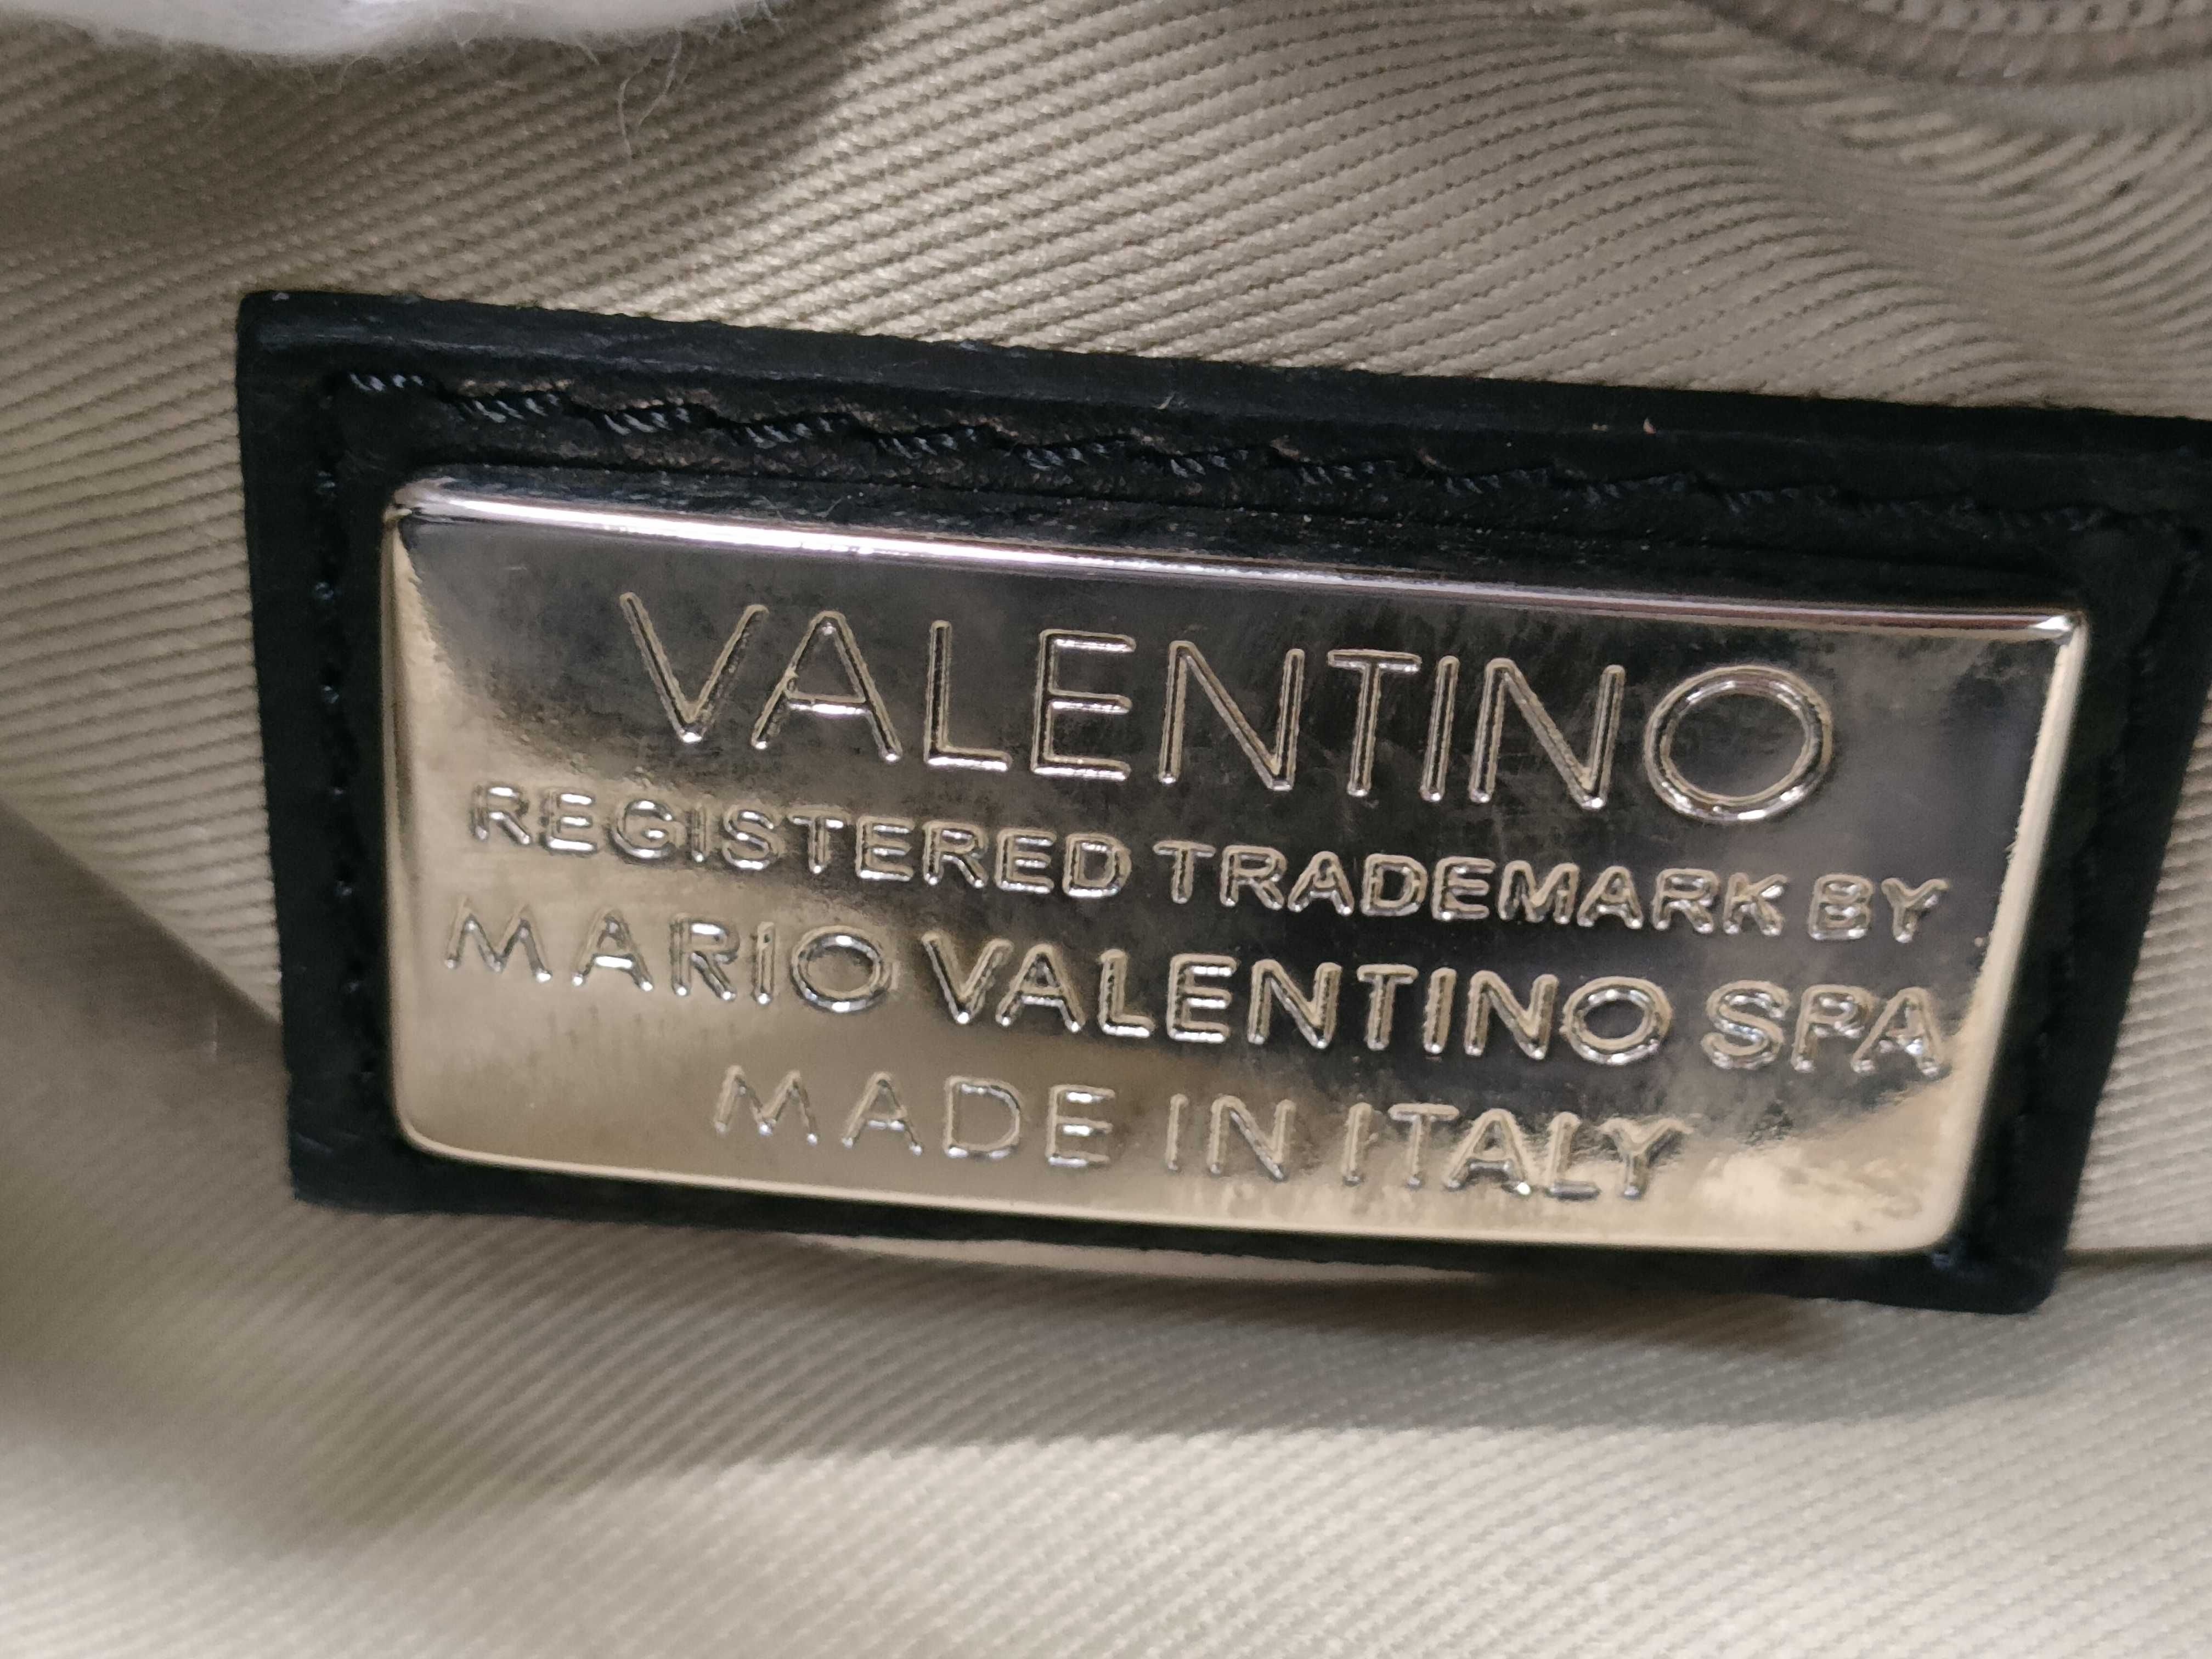 VALENTINO
REGISTERED TRADEMARK BY
MARIO VALENTINO SPA
MADE IN ITALY